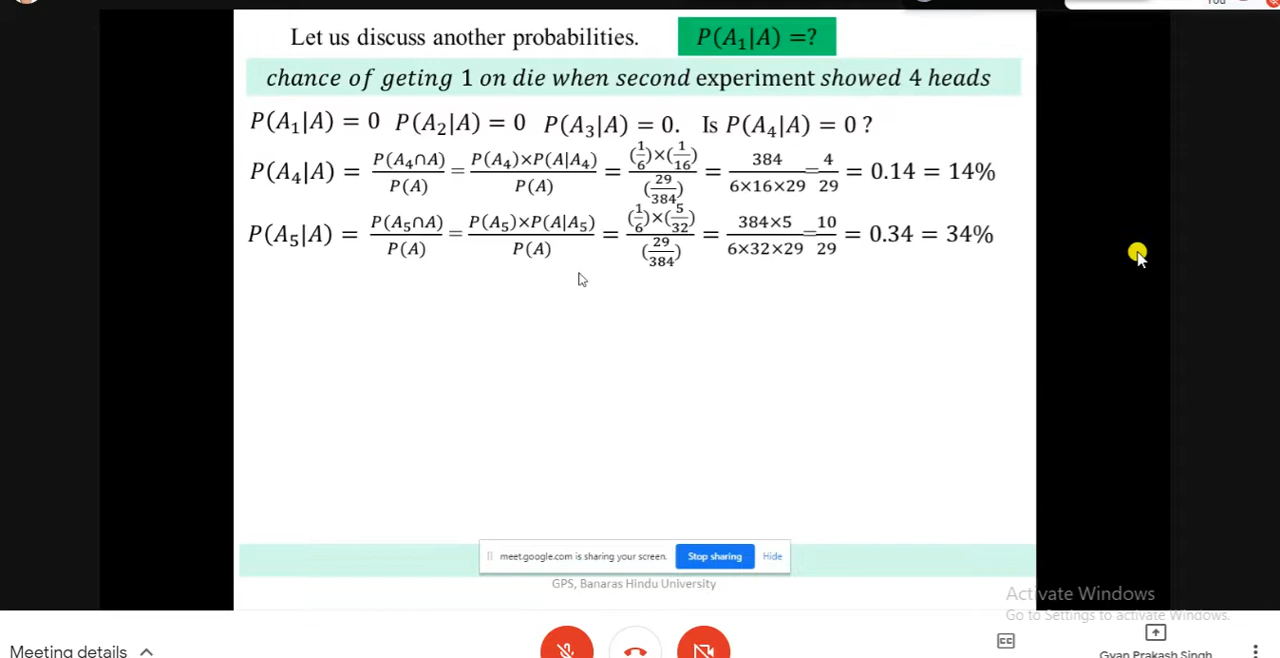 You
Let us discuss another probabilities. P(A₁|A) =?
chance of geting 1 on die when second experiment showed 4 heads
P(A₁|A) = 0 P(A₂|A) = 0 P(A₃|A) = 0. Is P(A₄|A) = 0 ?
P(A₄|A) = P(A₄∩A)/P(A) = P(A₄)×P(A|A₄)/P(A) = (1/6)×(1/16)/(29/384) = 384/6×16×29 = 4/29 = 0.14 = 14%
P(A₅|A) = P(A₅∩A)/P(A) = P(A₅)×P(A|A₅)/P(A) = (1/6)×(5/32)/(29/384) = 384×5/6×32×29 = 10/29 = 0.34 = 34%
meet.google.com is sharing your screen. Stop sharing Hide
GPS, Banaras Hindu University
Activate Windows
Go to Settings to activate Windows.
Meeting details
CC
Gyan Prakash Singh